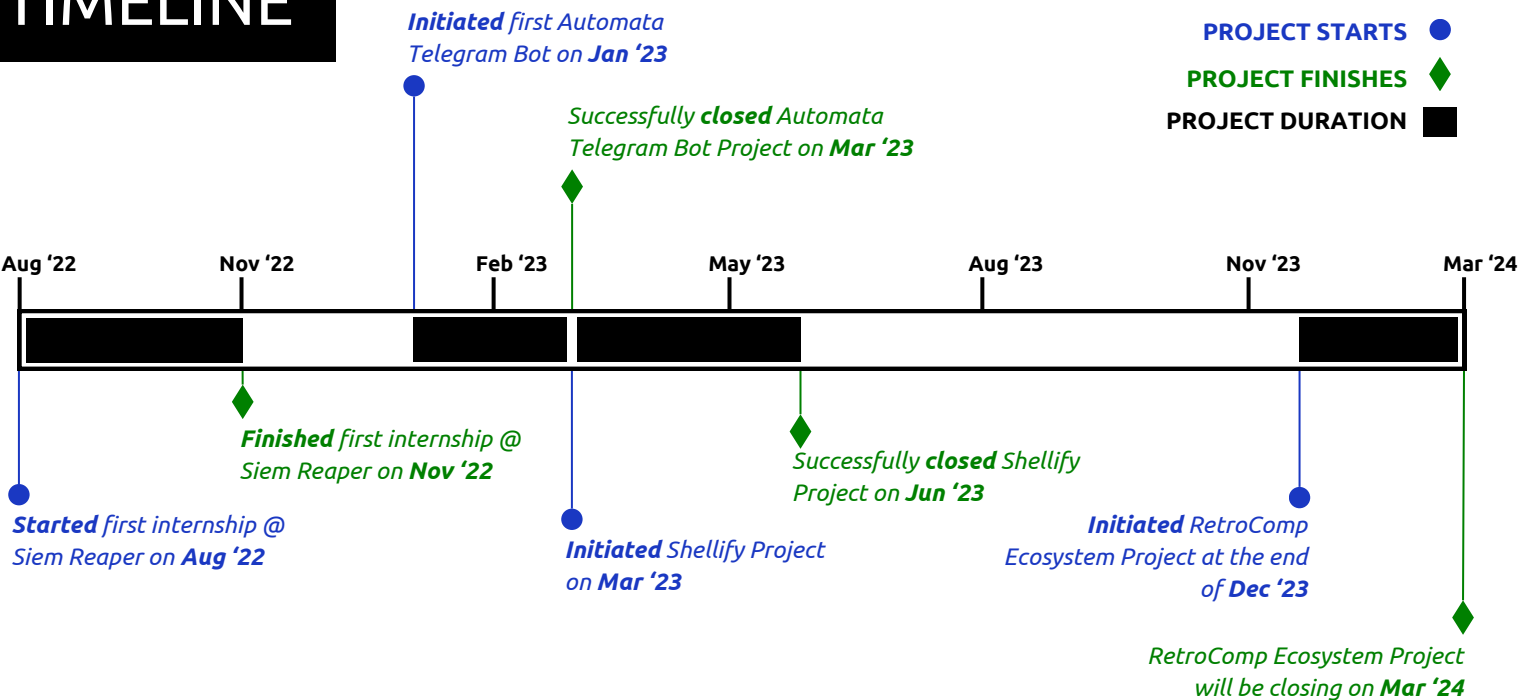 TIMELINE
Initiated first Automata
Telegram Bot on Jan ‘23
PROJECT STARTS
PROJECT FINISHES
PROJECT DURATION
Successfully closed Automata
Telegram Bot Project on Mar ‘23
Aug ‘22
Nov ‘22
Feb ‘23
May ‘23
Aug ‘23
Nov ‘23
Mar ‘24
Finished first internship @
Siem Reaper on Nov ‘22
Started first internship @
Siem Reaper on Aug ‘22
Initiated Shellify Project
on Mar ‘23
Successfully closed Shellify
Project on Jun ‘23
Initiated RetroComp
Ecosystem Project at the end
of Dec ‘23
RetroComp Ecosystem Project
will be closing on Mar ‘24